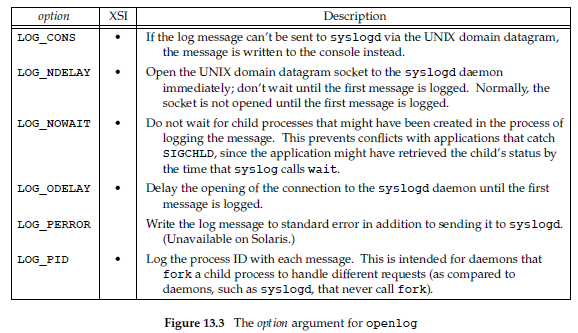 option XSI Description
LOG_CONS • If the log message can't be sent to syslogd via the UNIX domain datagram,
the message is written to the console instead.
LOG_NDELAY • Open the UNIX domain datagram socket to the syslogd daemon
immediately; don't wait until the first message is logged. Normally, the
socket is not opened until the first message is logged.
LOG_NOWAIT • Do not wait for child processes that might have been created in the process of
logging the message. This prevents conflicts with applications that catch
SIGCHLD, since the application might have retrieved the child's status by
the time that syslog calls wait.
LOG_ODELAY • Delay the opening of the connection to the syslogd daemon until the first
message is logged.
LOG_PERROR Write the log message to standard error in addition to sending it to syslogd.
(Unavailable on Solaris.)
LOG_PID • Log the process ID with each message. This is intended for daemons that
fork a child process to handle different requests (as compared to
daemons, such as syslogd, that never call fork).
Figure 13.3 The option argument for openlog